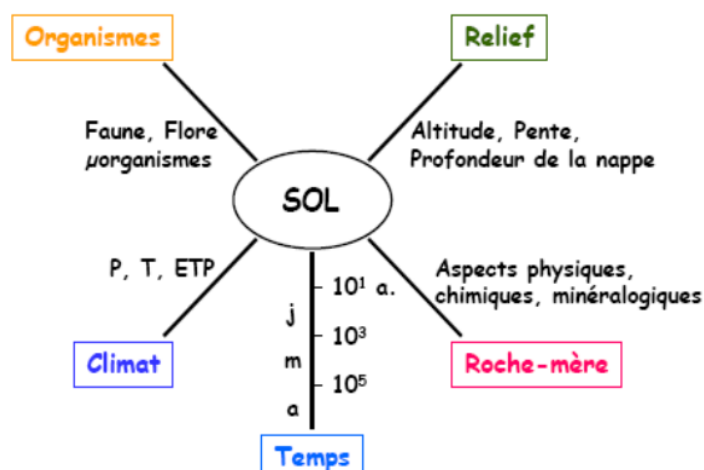 Organismes
Relief
Faune, Flore
µorganismes
Altitude, Pente,
Profondeur de la nappe
SOL
P, T, ETP
Aspects physiques,
chimiques, minéralogiques
10¹ a.
j
10³
m
10⁵
a
Climat
Roche-mère
Temps